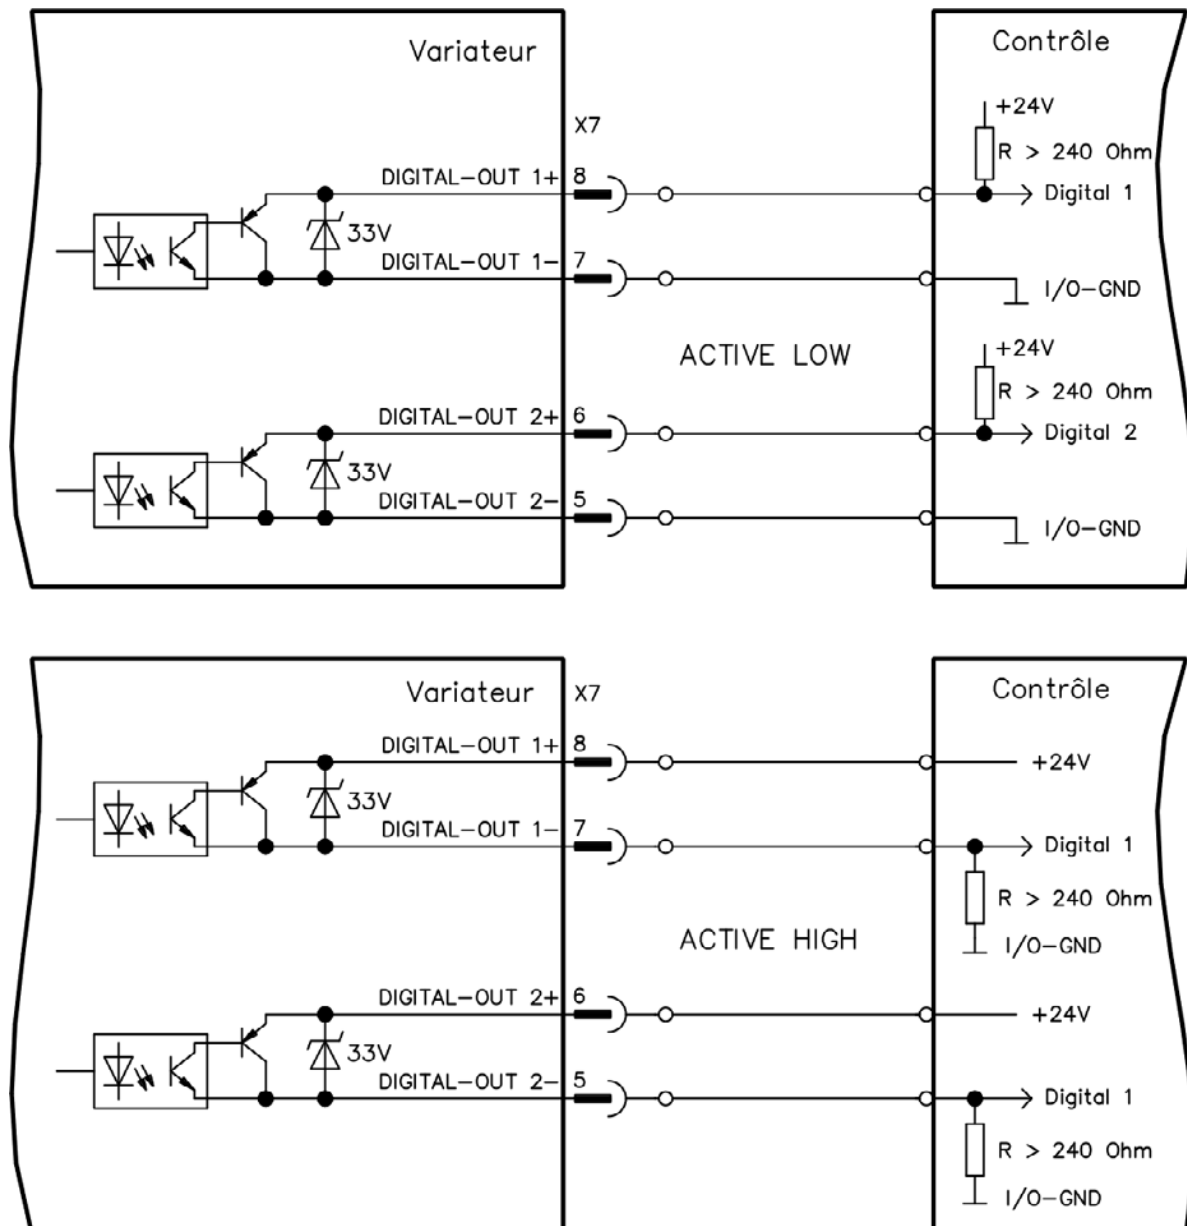 Variateur
Contrôle
X7
+24V
R > 240 Ohm
DIGITAL-OUT 1+
8
Digital 1
33V
DIGITAL-OUT 1-
7
I/O-GND
ACTIVE LOW
+24V
R > 240 Ohm
DIGITAL-OUT 2+
6
Digital 2
33V
DIGITAL-OUT 2-
5
I/O-GND
Variateur
X7
Contrôle
DIGITAL-OUT 1+
8
+24V
33V
DIGITAL-OUT 1-
7
Digital 1
R > 240 Ohm
ACTIVE HIGH
I/O-GND
DIGITAL-OUT 2+
6
+24V
33V
DIGITAL-OUT 2-
5
Digital 1
R > 240 Ohm
I/O-GND